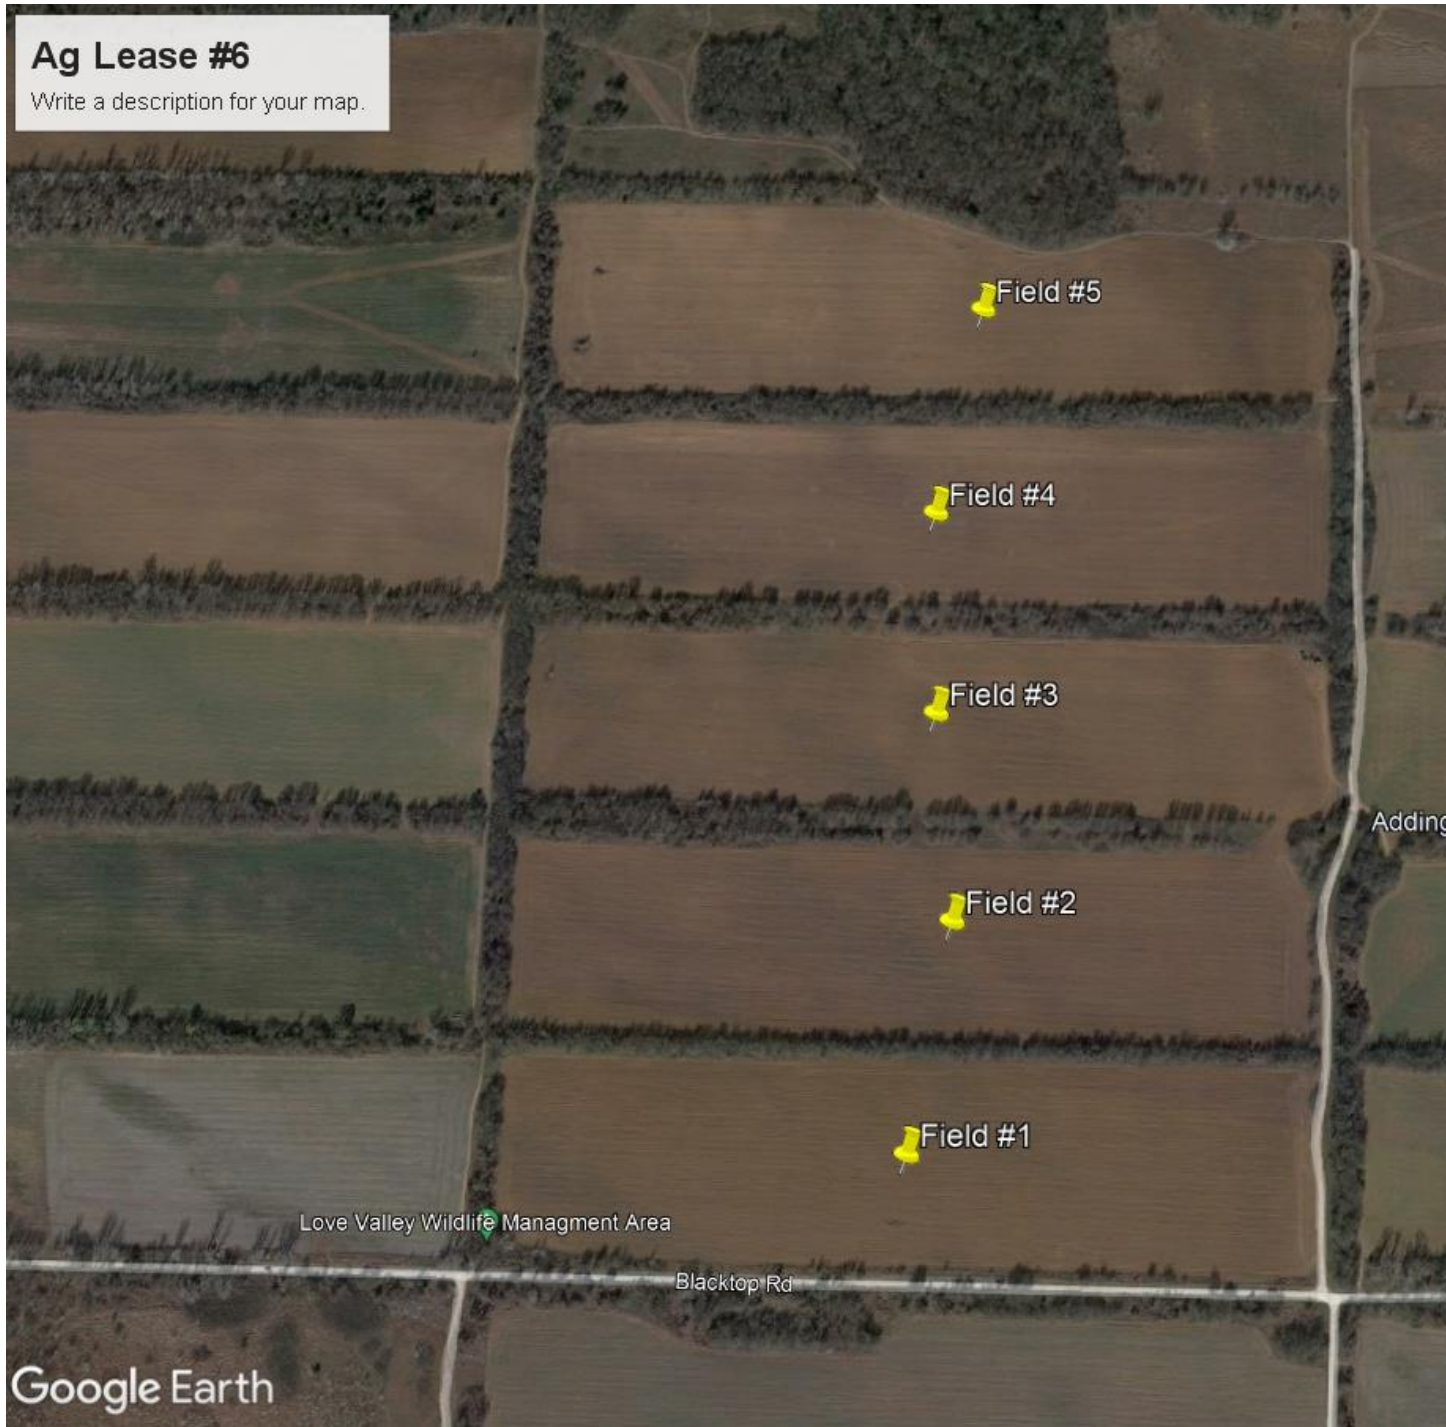 Ag Lease #6
Write a description for your map.
Field #5
Field #4
Field #3
Adding
Field #2
Field #1
Love Valley Wildlife Managment Area
Blacktop Rd
Google Earth